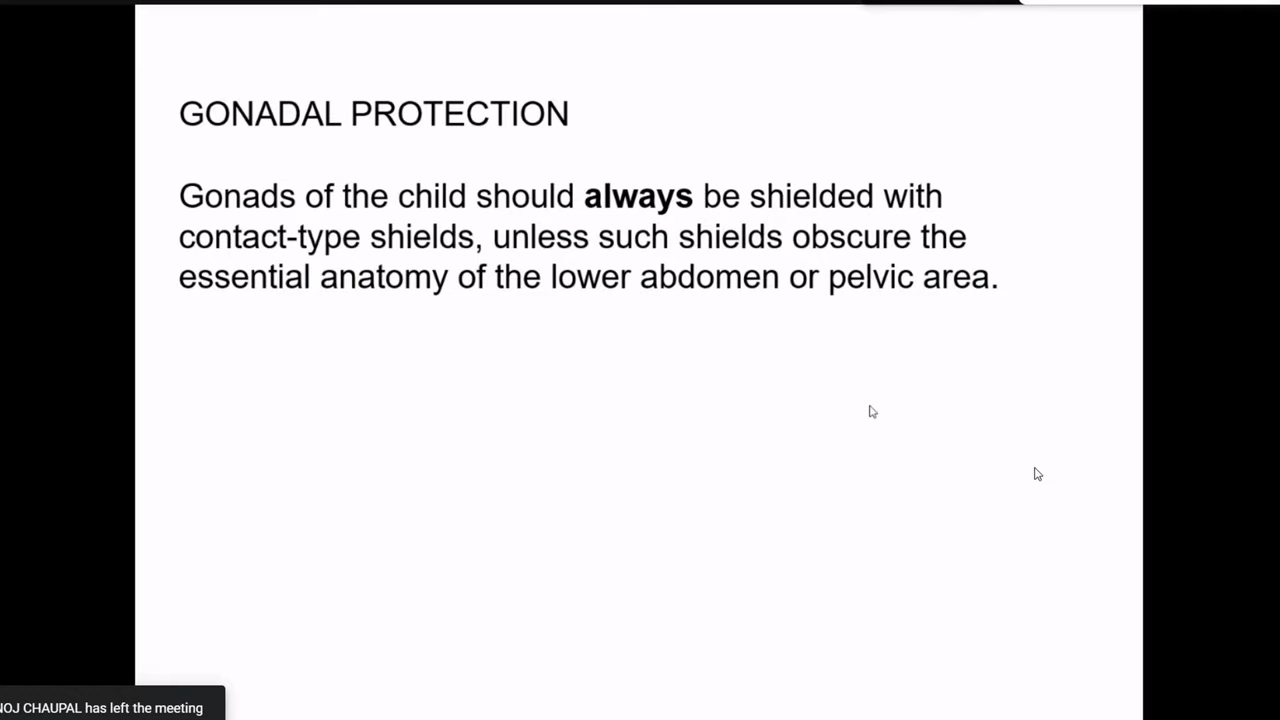 GONADAL PROTECTION
Gonads of the child should always be shielded with
contact-type shields, unless such shields obscure the
essential anatomy of the lower abdomen or pelvic area.
CHAUPAL has left the meeting